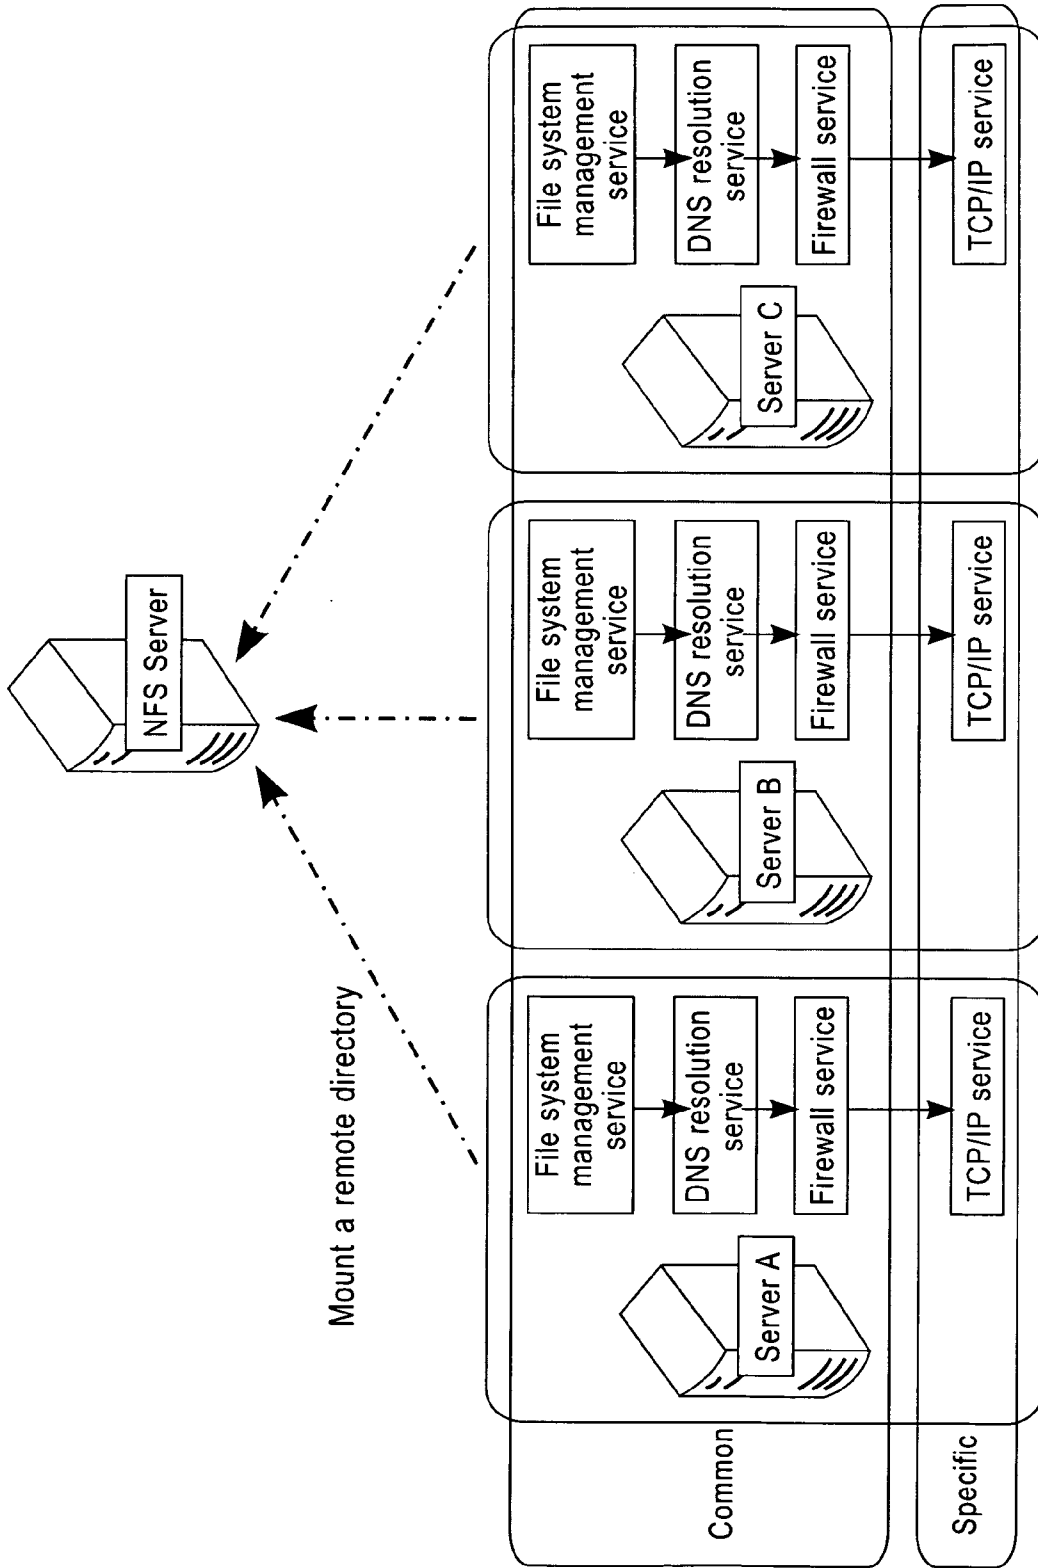 NFS Server
Mount a remote directory
Common
Server A
File system
management
service
DNS resolution
service
Firewall service
Server B
File system
management
service
DNS resolution
service
Firewall service
Server C
File system
management
service
DNS resolution
service
Firewall service
Specific
TCP/IP service
TCP/IP service
TCP/IP service